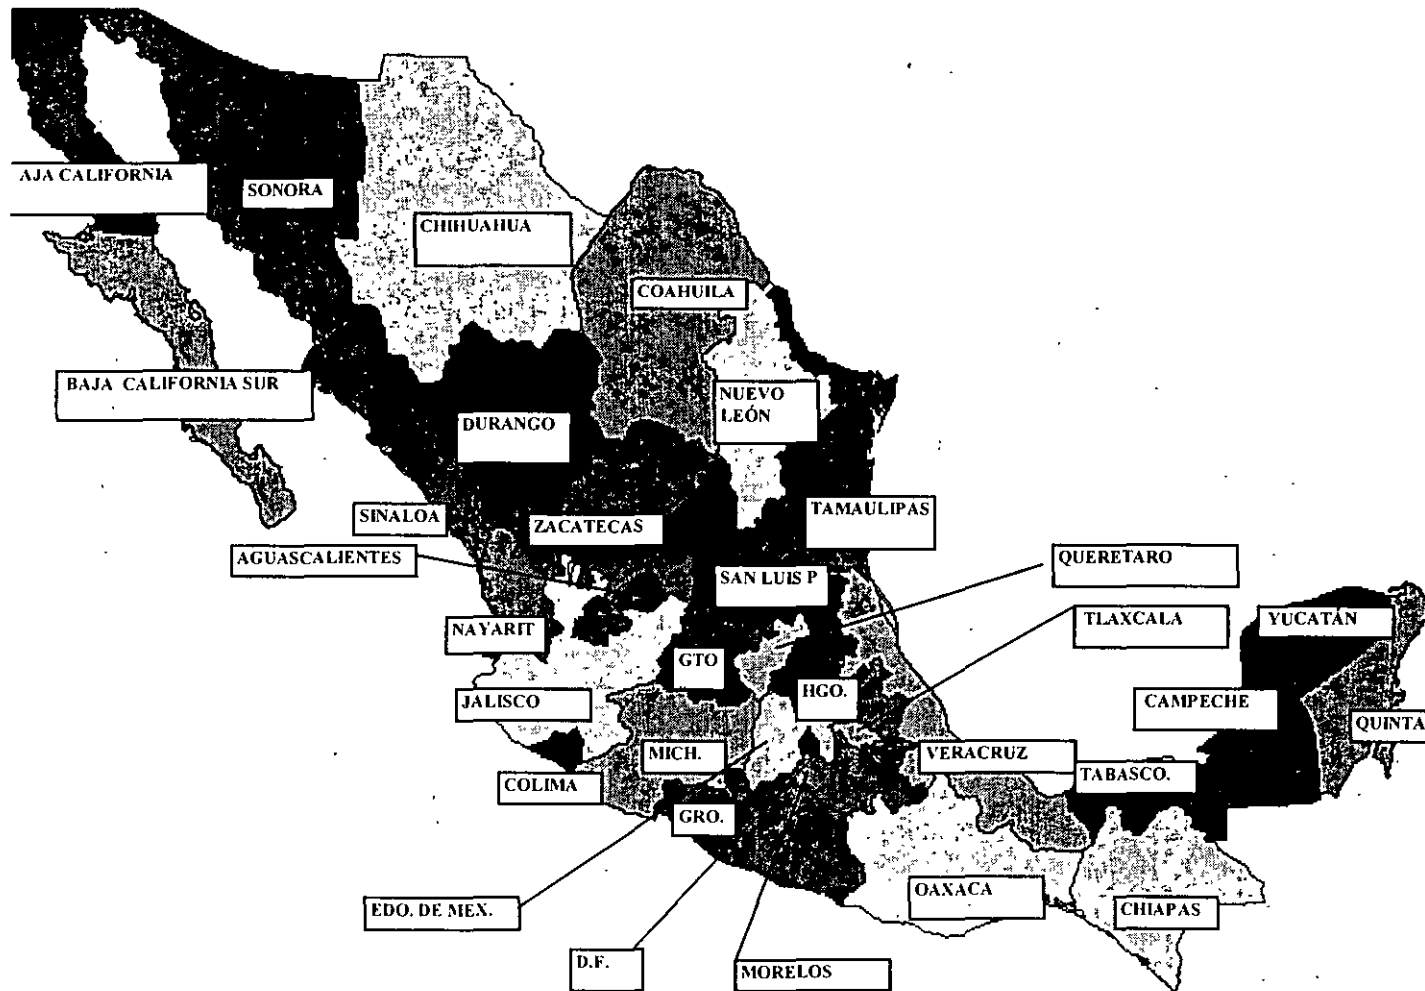 AJA CALIFORNIA
SONORA
CHIHUAHUA
COAHUILA
BAJA CALIFORNIA SUR
NUEVO
LEÓN
DURANGO
SINALOA
ZACATECAS
TAMAULIPAS
AGUASCALIENTES
QUERETARO
SAN LUIS P
TLAXCALA
YUCATÁN
NAYARIT
GTO
HGO.
JALISCO
CAMPECHE
QUINTA
MICH.
VERACRUZ
COLIMA
TABASCO.
GRO.
EDO. DE MEX.
OAXACA
CHIAPAS
D.F.
MORELOS